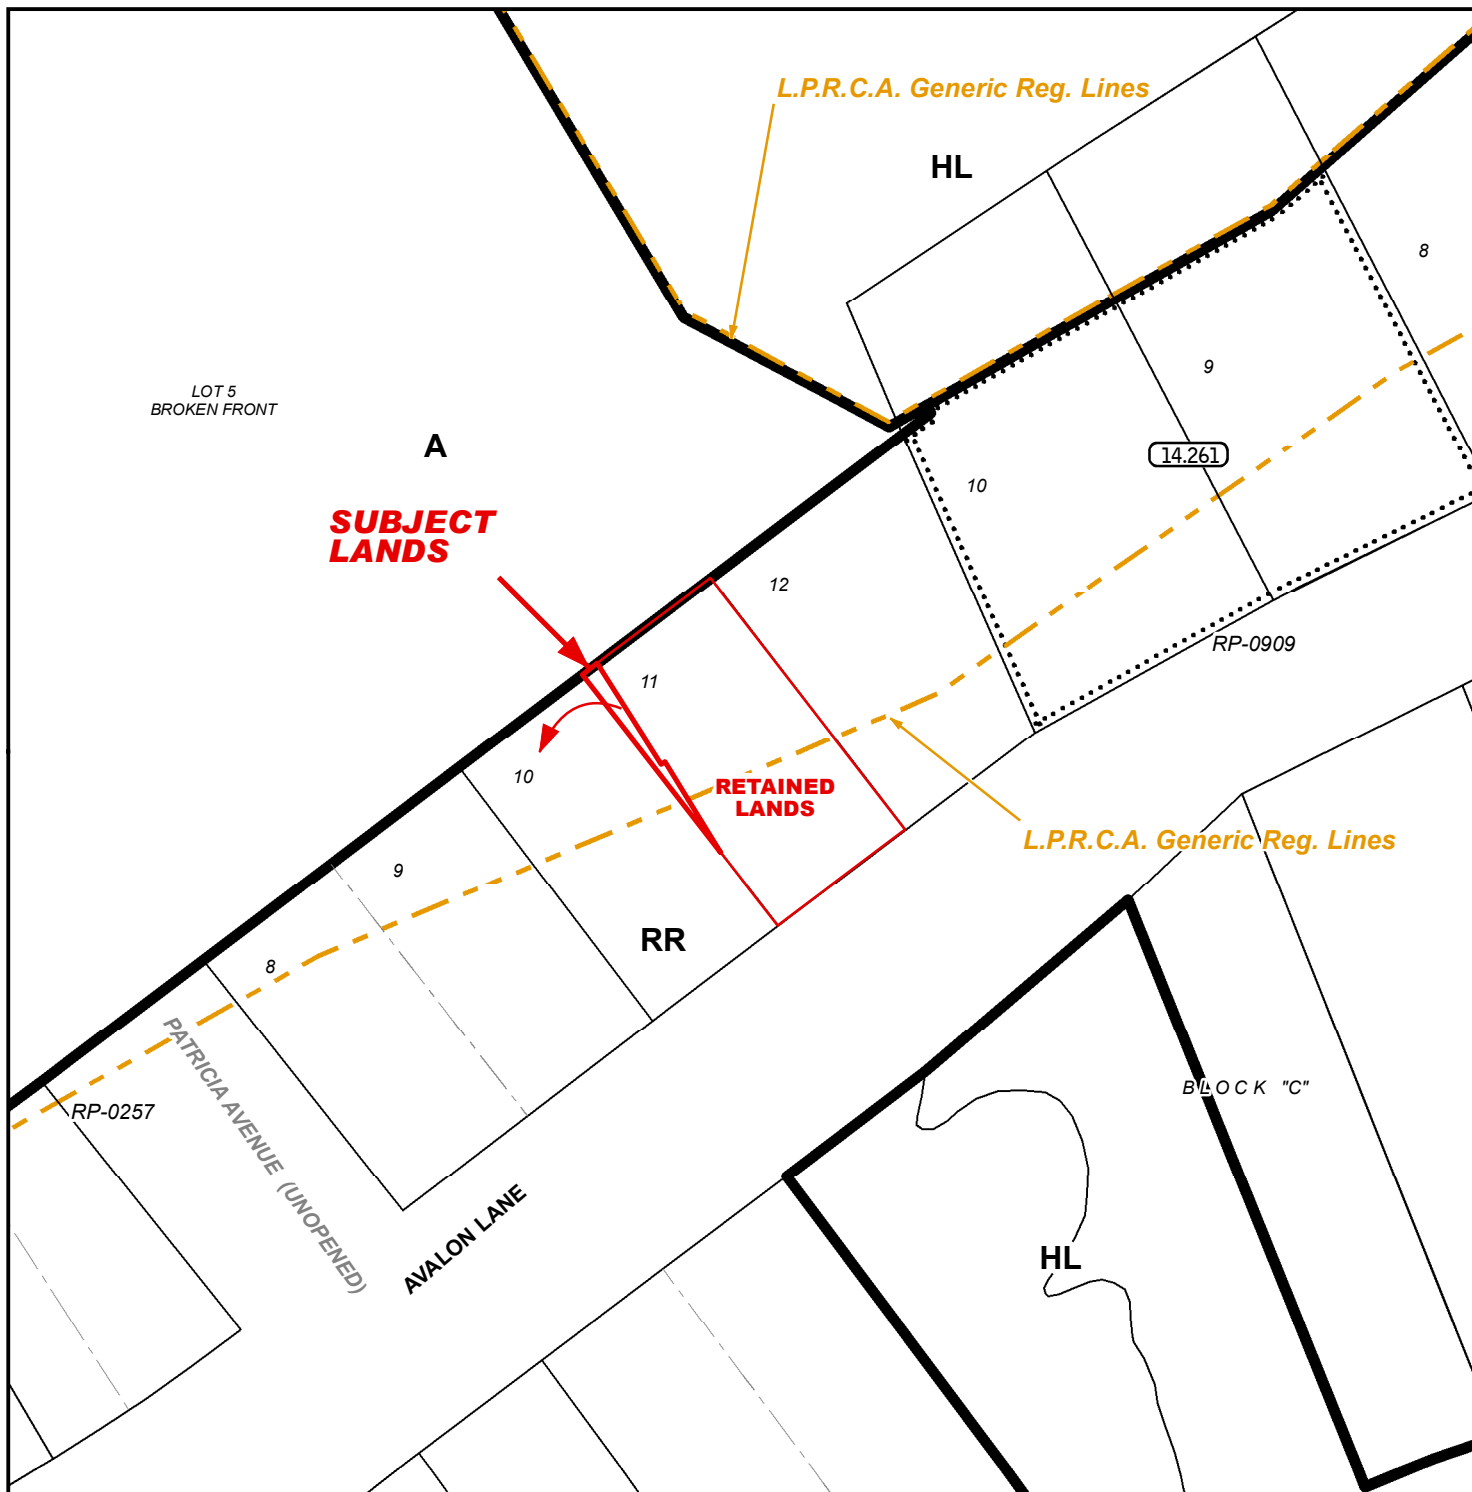 L.P.R.C.A. Generic Reg. Lines
HL
8
9
LOT 5
BROKEN FRONT
A
14.261
10
SUBJECT
LANDS
12
RP-0909
11
10
RETAINED
LANDS
L.P.R.C.A. Generic Reg. Lines
9
RR
8
PATRICIA AVENUE (UNOPENED)
RP-0257
BLOCK "C"
AVALON LANE
HL